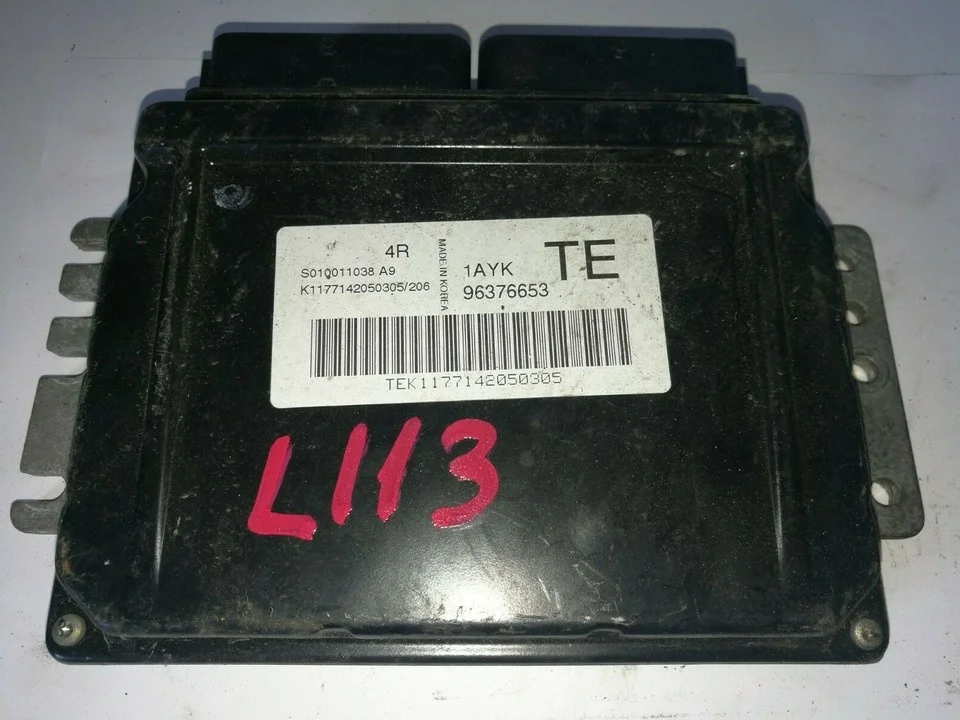 4R
S010011038 A9
K1177142050305/206
MADE IN KOREA
1AYK
TE
96376653
TEK1177142050305
L113